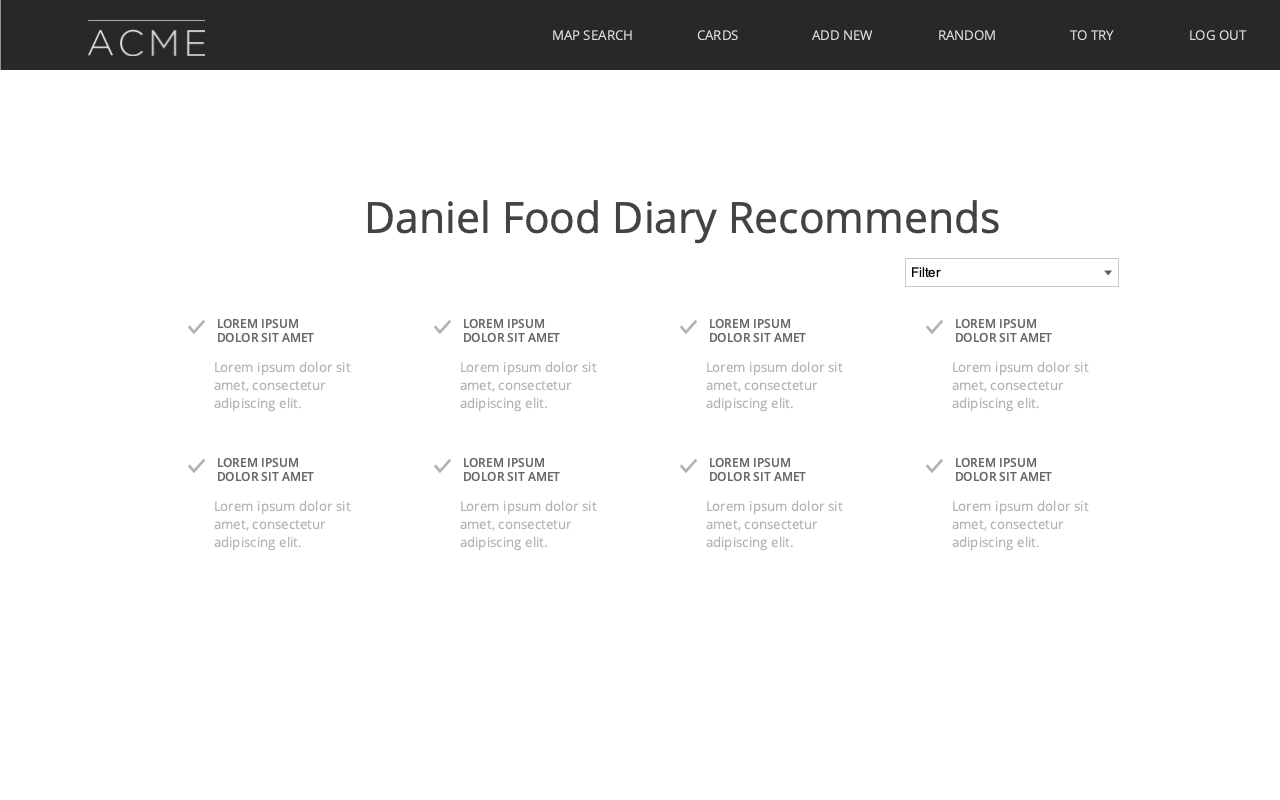 ACME
MAP SEARCH
CARDS
ADD NEW
RANDOM
TO TRY
LOG OUT
Daniel Food Diary Recommends
Filter
LOREM IPSUM
DOLOR SIT AMET
Lorem ipsum dolor sit
amet, consectetur
adipiscing elit.
LOREM IPSUM
DOLOR SIT AMET
Lorem ipsum dolor sit
amet, consectetur
adipiscing elit.
LOREM IPSUM
DOLOR SIT AMET
Lorem ipsum dolor sit
amet, consectetur
adipiscing elit.
LOREM IPSUM
DOLOR SIT AMET
Lorem ipsum dolor sit
amet, consectetur
adipiscing elit.
LOREM IPSUM
DOLOR SIT AMET
Lorem ipsum dolor sit
amet, consectetur
adipiscing elit.
LOREM IPSUM
DOLOR SIT AMET
Lorem ipsum dolor sit
amet, consectetur
adipiscing elit.
LOREM IPSUM
DOLOR SIT AMET
Lorem ipsum dolor sit
amet, consectetur
adipiscing elit.
LOREM IPSUM
DOLOR SIT AMET
Lorem ipsum dolor sit
amet, consectetur
adipiscing elit.